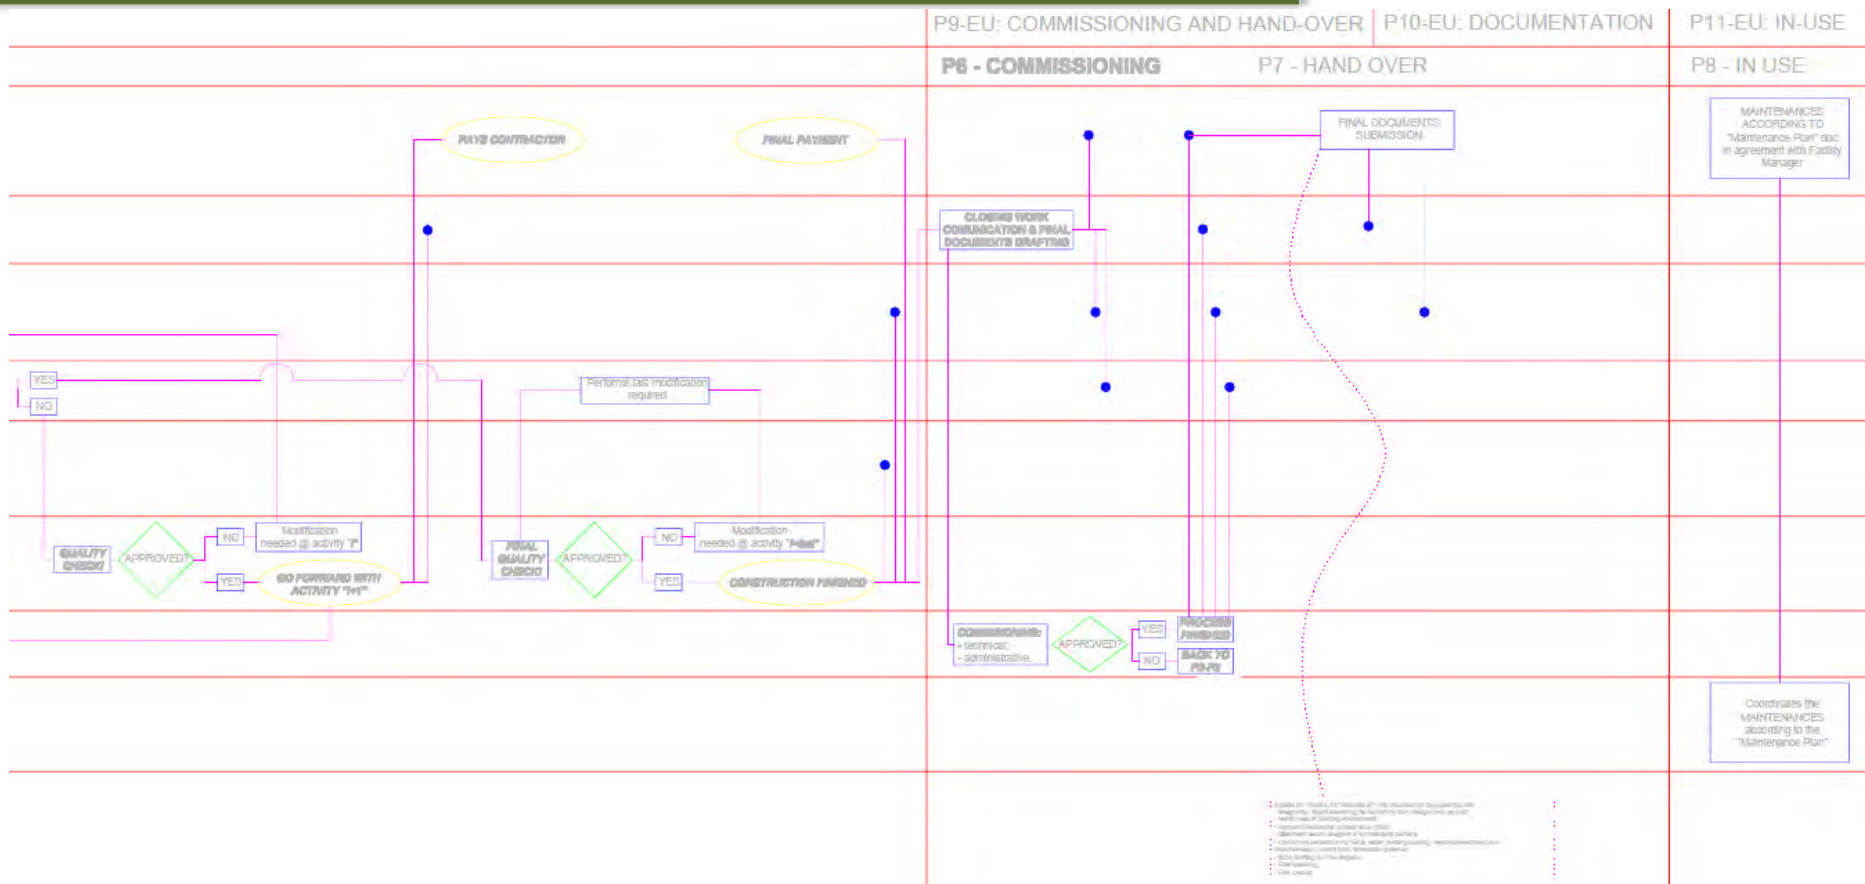 P9-EU: COMMISSIONING AND HAND-OVER
P10-EU: DOCUMENTATION
P11-EU: IN-USE
P6 - COMMISSIONING
P7 - HAND OVER
P8 - IN USE
PAYS CONTRACTOR
FINAL PAYMENT
FINAL DOCUMENTS
SUBMISSION
MAINTENANCES
ACCORDING TO
"Maintenance Plan" doc
in agreement with Facility
Manager
CLOSING WORK
COMUNICATION & FINAL
DOCUMENTS DRAFTING
YES
NO
Performs last modification
required
QUALITY
CHECK!
APPROVED?
NO
Modification
needed @ activity "i"
YES
GO FORWARD WITH
ACTIVITY "i+1"
FINAL
QUALITY
CHECK!
APPROVED?
NO
Modification
needed @ activity
YES
CONSTRUCTION FINISHED
COMMISSIONING:
- technical,
- administrative.
APPROVED?
YES
PROCESS
FINISHED
NO
BACK TO
Coordinates the
MAINTENANCES
according to the
"Maintenance Plan"